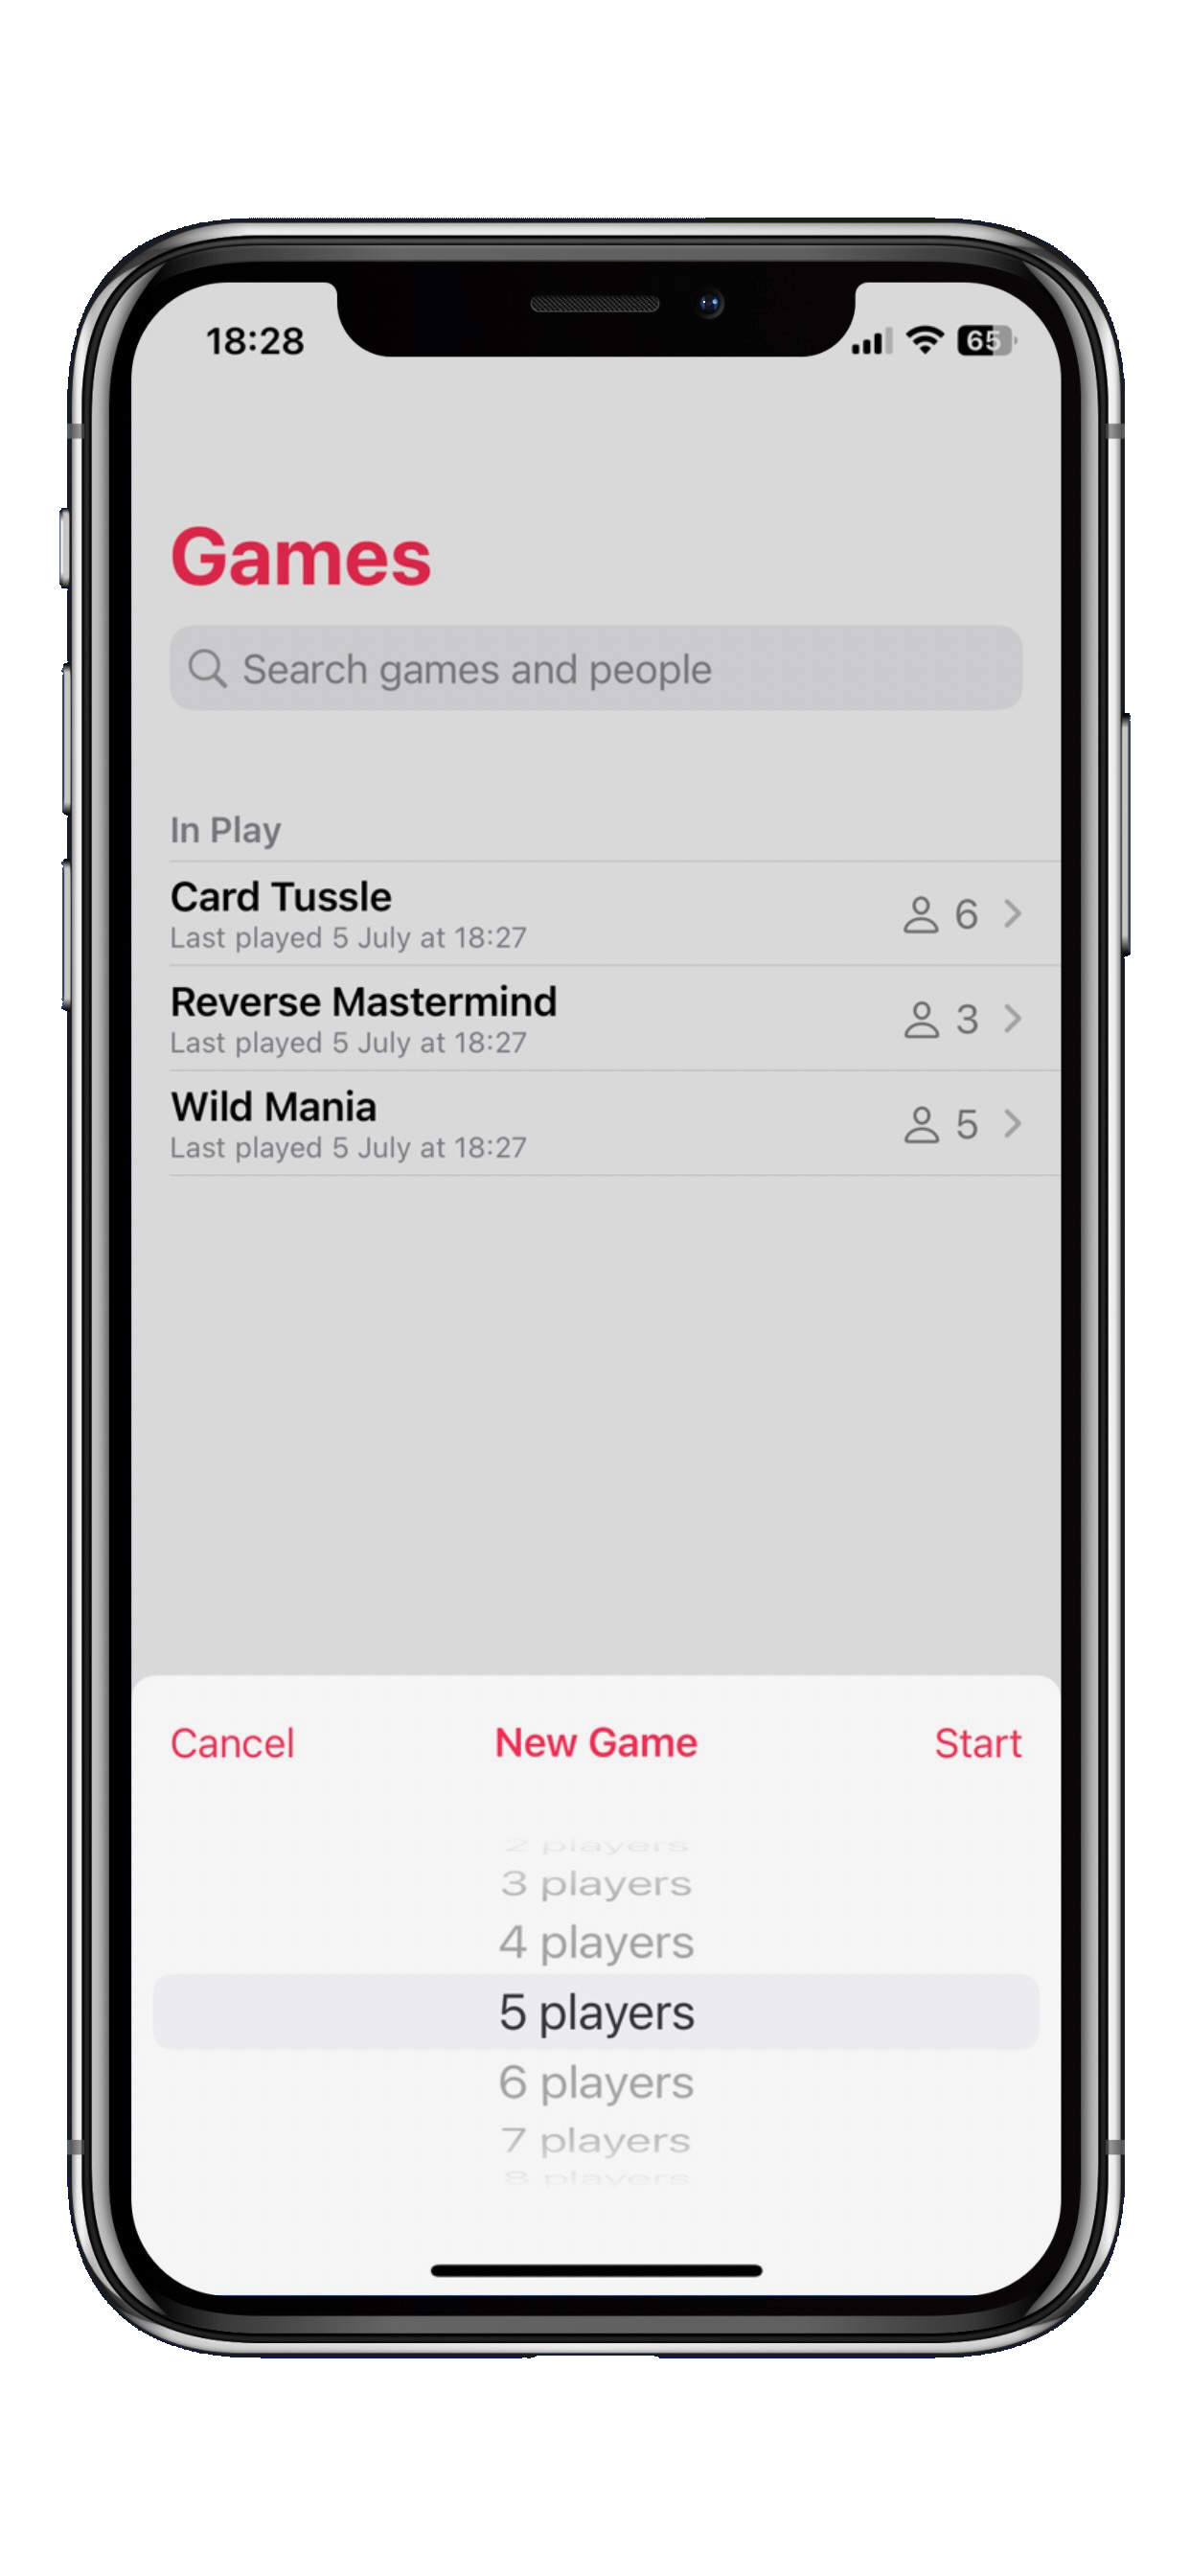 18:28
65
Games
Search games and people
In Play
Card Tussle
6
Last played 5 July at 18:27
Reverse Mastermind
3
Last played 5 July at 18:27
Wild Mania
5
Last played 5 July at 18:27
Cancel
New Game
Start
2 players
3 players
4 players
5 players
6 players
7 players
8 players